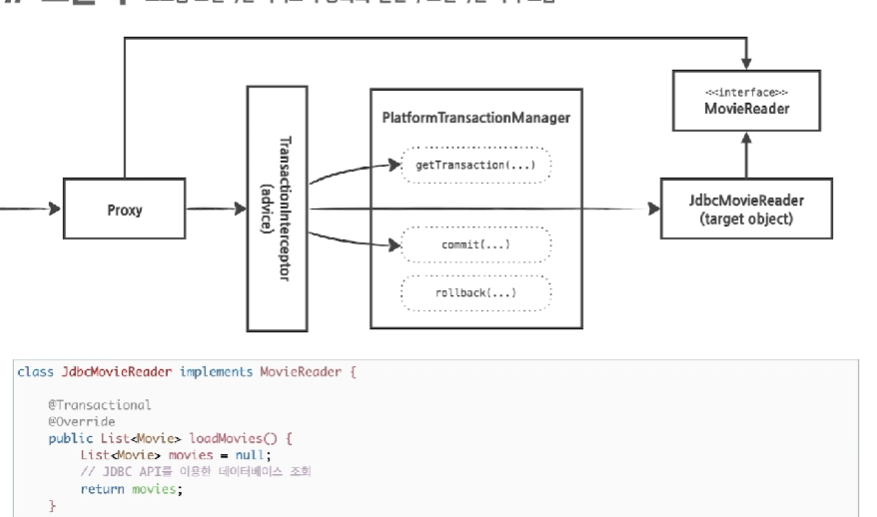 <<interface>>
MovieReader
PlatformTransactionManager
getTransaction(...)
TransactionInterceptor
(advice)
Proxy
JdbcMovieReader
(target object)
commit(...)
rollback(...)
class JdbcMovieReader implements MovieReader {
@Transactional
@Override
public List<Movie> loadMovies() {
List<Movie> movies = null;
// JDBC API를 이용한 데이터베이스 조회
return movies;
}